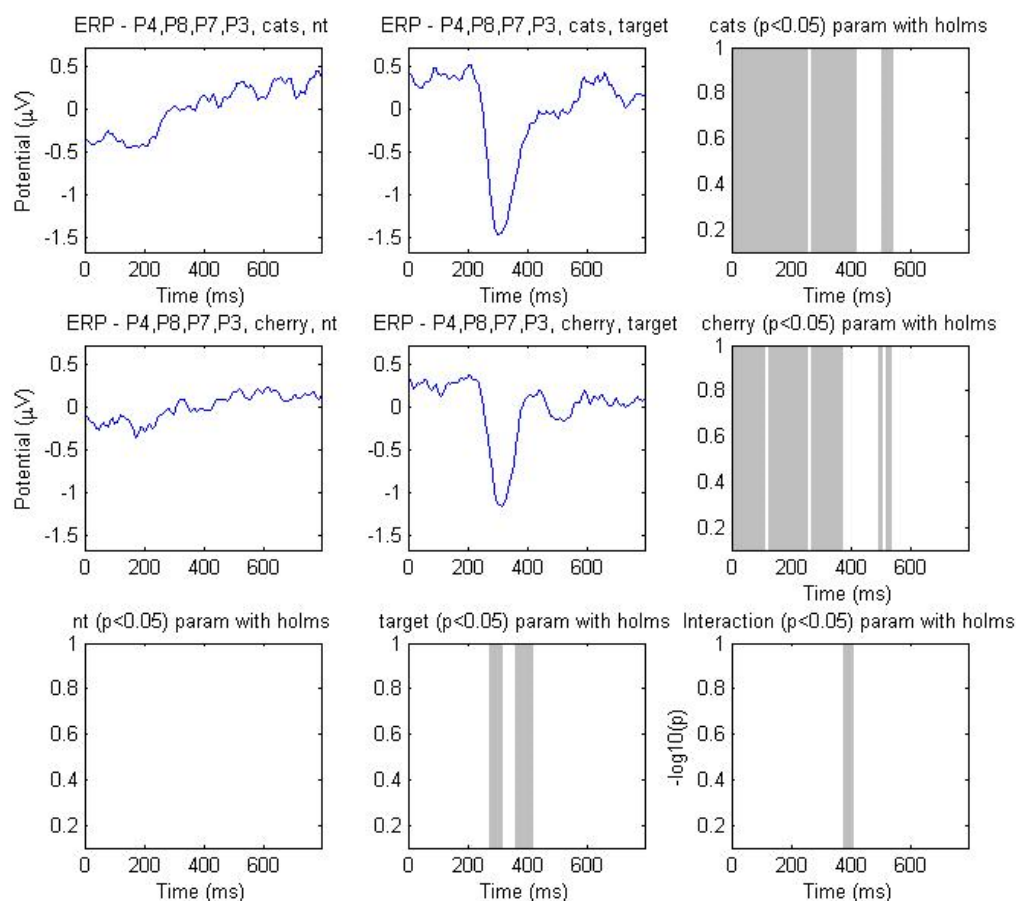 ERP - P4,P8,P7,P3, cats, nt
ERP - P4,P8,P7,P3, cats, target
cats (p<0.05) param with holms
Potential (μV)
0.5
0
-0.5
-1
-1.5
0 200 400 600
Time (ms)
0.5
0
-0.5
-1
-1.5
0 200 400 600
Time (ms)
1
0.8
0.6
0.4
0.2
0 200 400 600
Time (ms)
ERP - P4,P8,P7,P3, cherry, nt
ERP - P4,P8,P7,P3, cherry, target
cherry (p<0.05) param with holms
Potential (μV)
0.5
0
-0.5
-1
-1.5
0 200 400 600
Time (ms)
0.5
0
-0.5
-1
-1.5
0 200 400 600
Time (ms)
1
0.8
0.6
0.4
0.2
0 200 400 600
Time (ms)
nt (p<0.05) param with holms
target (p<0.05) param with holms
Interaction (p<0.05) param with holms
1
0.8
0.6
0.4
0.2
0 200 400 600
Time (ms)
1
0.8
0.6
0.4
0.2
0 200 400 600
Time (ms)
-log10(p)
1
0.8
0.6
0.4
0.2
0 200 400 600
Time (ms)